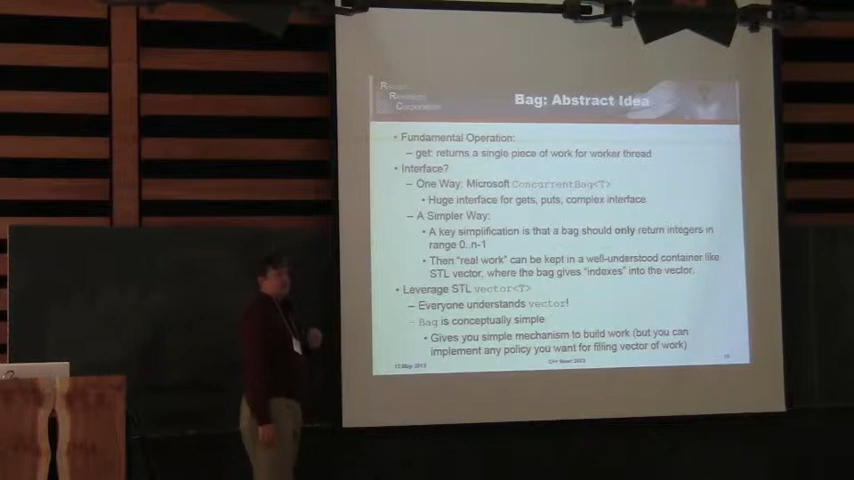 Bag: Abstract Idea
• Fundamental Operation:
– get: returns a single piece of work for worker thread
• Interface?
– One Way: Microsoft ConcurrentBag<T>
• Huge interface for gets, puts, complex interface
– A Simpler Way:
• A key simplification is that a bag should only return integers in
range 0..n-1
• Then "real work" can be kept in a well-understood container like
STL vector, where the bag gives "indexes" into the vector.
• Leverage STL vector<T>
– Everyone understands vector!
– Bag is conceptually simple
• Gives you simple mechanism to build work (but you can
implement any policy you want for filling vector of work)